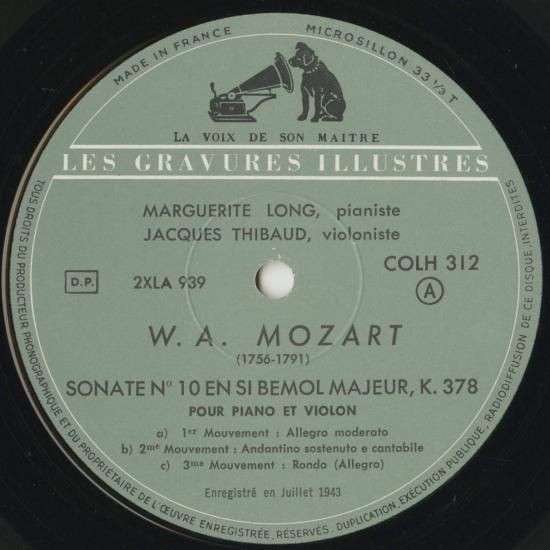 MADE IN FRANCE
MICROSILLON 33 1/3 T
LA VOIX DE SON MAITRE
LES GRAVURES ILLUSTRES
MARGUERITE LONG, pianiste
JACQUES THIBAUD, violoniste
COLH 312
D.P.
2XLA 939
A
W. A. MOZART
(1756-1791)
SONATE Nº 10 EN SI BEMOL MAJEUR, K. 378
POUR PIANO ET VIOLON
a) 1er Mouvement : Allegro moderato
b) 2me Mouvement : Andantino sostenuto e cantabile
c) 3me Mouvement : Rondo (Allegro)
Enregistré en Juillet 1943
TOUS DROITS DU PRODUCTEUR PHONOGRAPHIQUE ET DU PROPRIETAIRE DE L'ŒUVRE ENREGISTRÉE, RÉSERVÉS. DUPLICATION, EXÉCUTION PUBLIQUE, RADIODIFFUSION DE CE DISQUE, INTERDITES